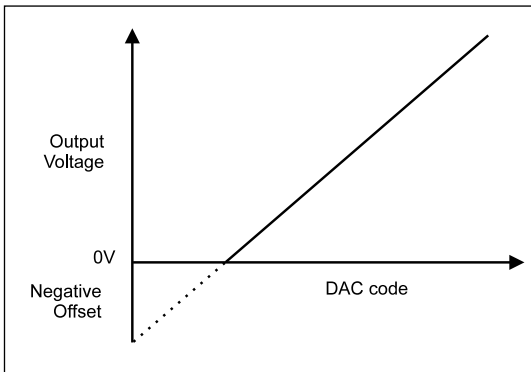 Output
Voltage
0V
Negative
Offset
DAC code